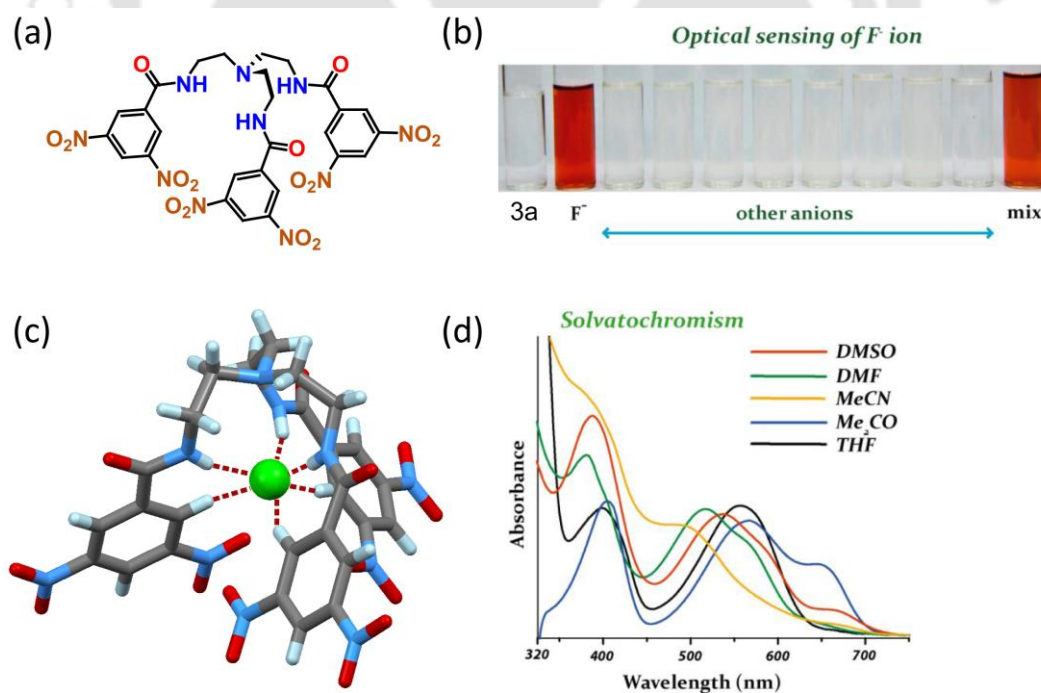 (a)
O
NH
N
HN
O
NH
O
O₂N
NO₂
O₂N
NO₂
O₂N
NO₂
(b)
Optical sensing of F⁻ ion
3a
F⁻
other anions
mix
(c)
(d)
Solvatochromism
DMSO
DMF
MeCN
Me₂CO
THF
Absorbance
320 400 500 600 700
Wavelength (nm)